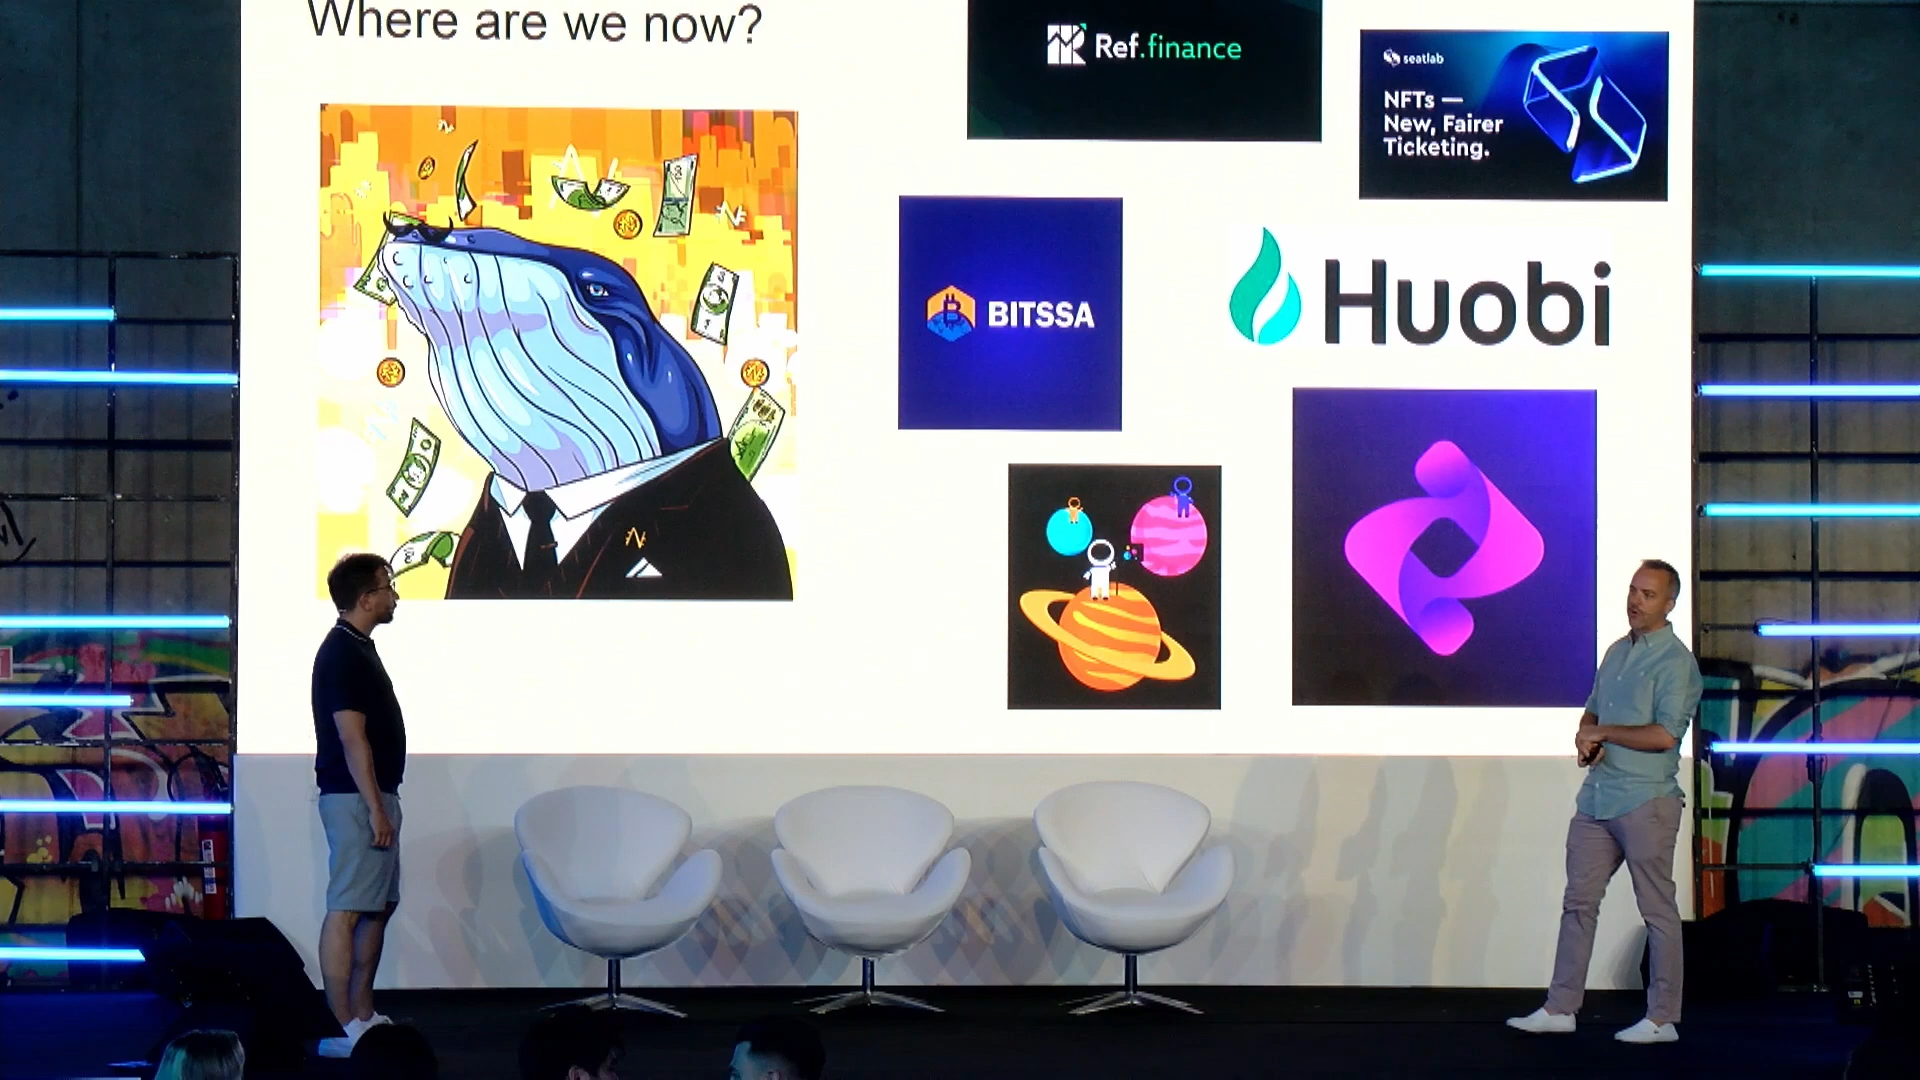 Where are we now?
Ref.finance
seatlab
NFTs —
New, Fairer
Ticketing.
BITSSA
Huobi